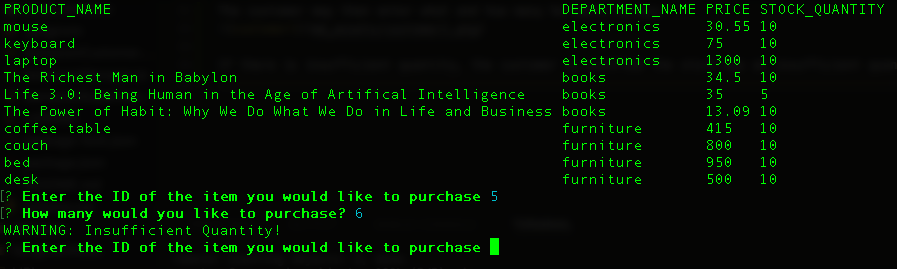 PRODUCT_NAME DEPARTMENT_NAME PRICE STOCK_QUANTITY
mouse electronics 30.55 10
keyboard electronics 75 10
laptop electronics 1300 10
The Richest Man in Babylon books 34.5 10
Life 3.0: Being Human in the Age of Artifical Intelligence books 35 5
The Power of Habit: Why We Do What We Do in Life and Business books 13.09 10
coffee table furniture 415 10
couch furniture 800 10
bed furniture 950 10
desk furniture 500 10
[? Enter the ID of the item you would like to purchase 5
[? How many would you like to purchase? 6
WARNING: Insufficient Quantity!
? Enter the ID of the item you would like to purchase